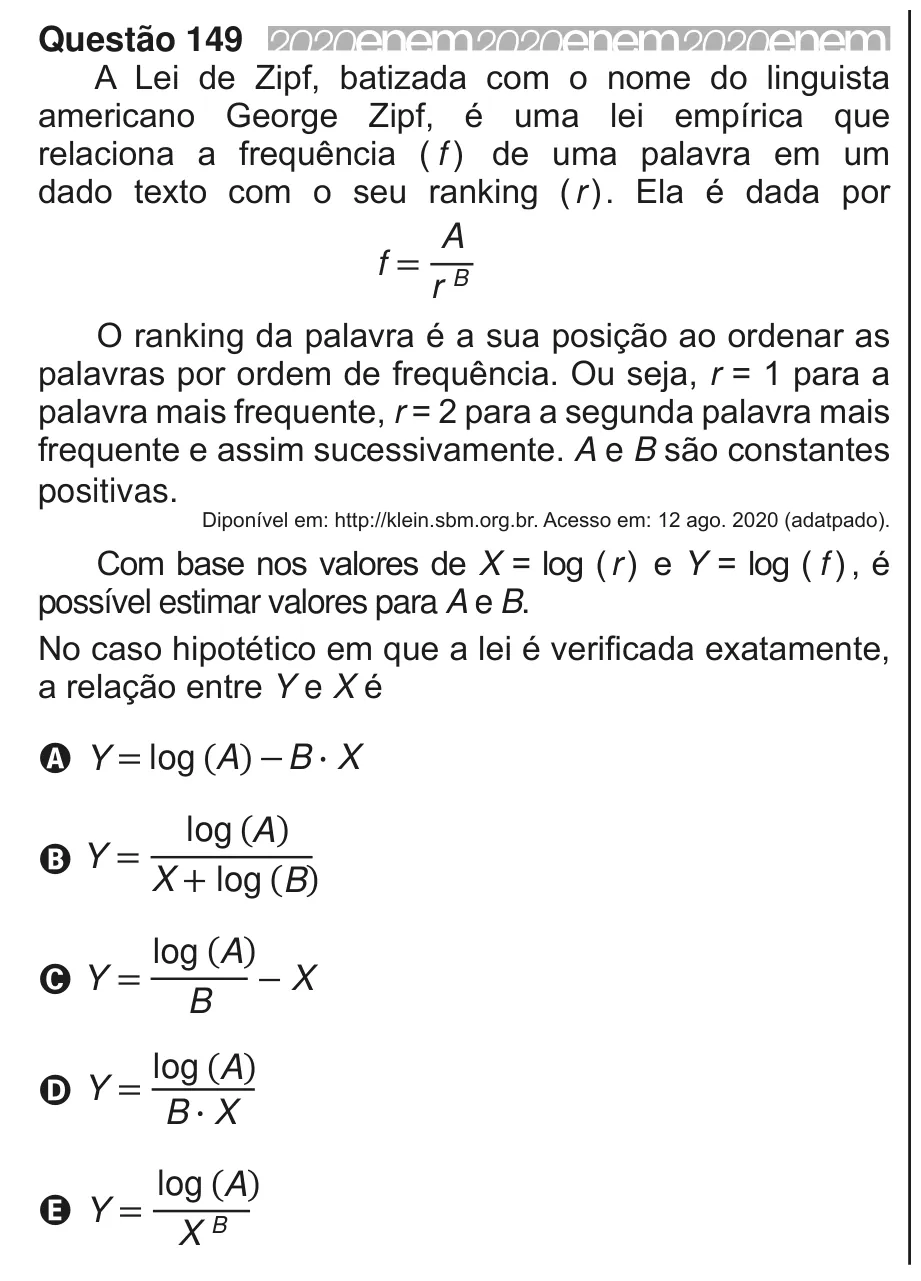 Questão 149 2020enem2020enem2020enem
A Lei de Zipf, batizada com o nome do linguista
americano George Zipf, é uma lei empírica que
relaciona a frequência (f) de uma palavra em um
dado texto com o seu ranking (r). Ela é dada por
f = A / r^B
O ranking da palavra é a sua posição ao ordenar as
palavras por ordem de frequência. Ou seja, r = 1 para a
palavra mais frequente, r = 2 para a segunda palavra mais
frequente e assim sucessivamente. A e B são constantes
positivas.
Diponível em: http://klein.sbm.org.br. Acesso em: 12 ago. 2020 (adatpado).
Com base nos valores de X = log (r) e Y = log (f), é
possível estimar valores para A e B.
No caso hipotético em que a lei é verificada exatamente,
a relação entre Y e X é
A Y = log (A) − B · X
B Y = log (A) / X + log (B)
C Y = log (A) / B − X
D Y = log (A) / B · X
E Y = log (A) / X^B